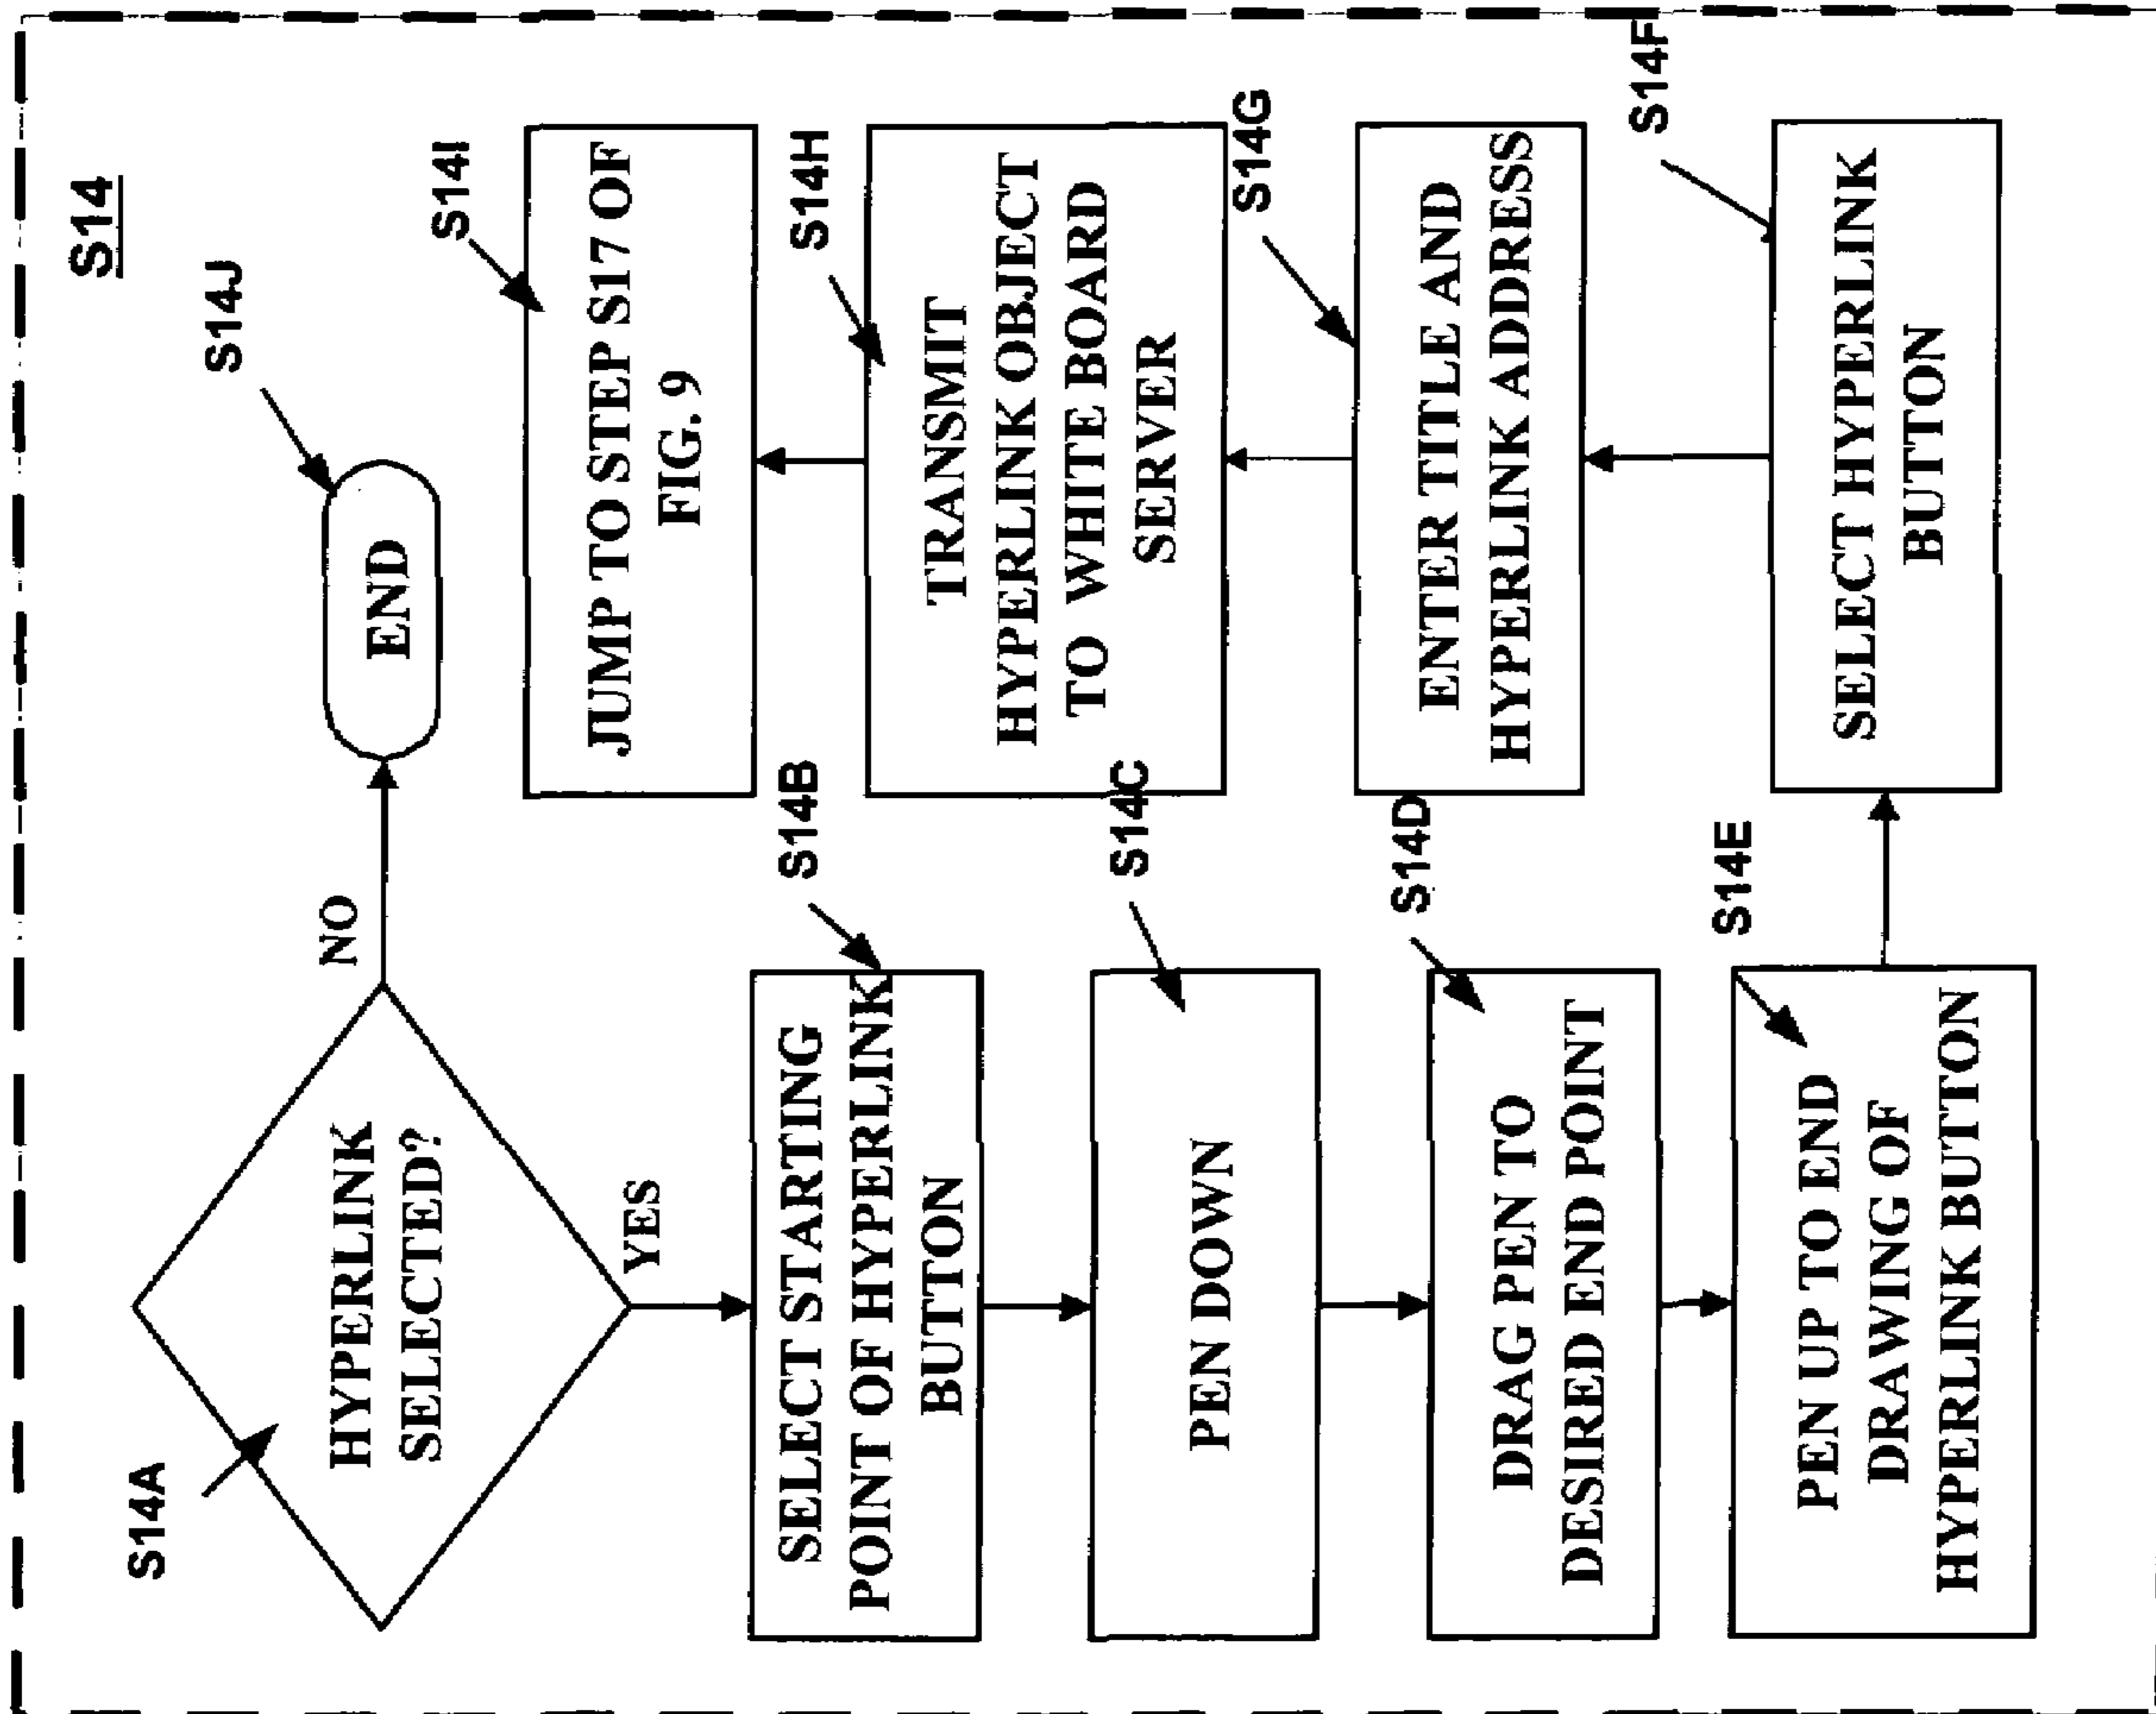 S14
S14A
HYPERLINK
SELECTED?
NO
S14J
END
YES
S14B
SELECT STARTING
POINT OF HYPERLINK
BUTTON
S14C
PEN DOWN
S14D
DRAG PEN TO
DESIRED END POINT
S14E
PEN UP TO END
DRAWING OF
HYPERLINK BUTTON
S14F
SELECT HYPERLINK
BUTTON
S14G
ENTER TITLE AND
HYPERLINK ADDRESS
S14H
TRANSMIT
HYPERLINK OBJECT
TO WHITE BOARD
SERVER
S14I
JUMP TO STEP S17 OF
FIG. 9